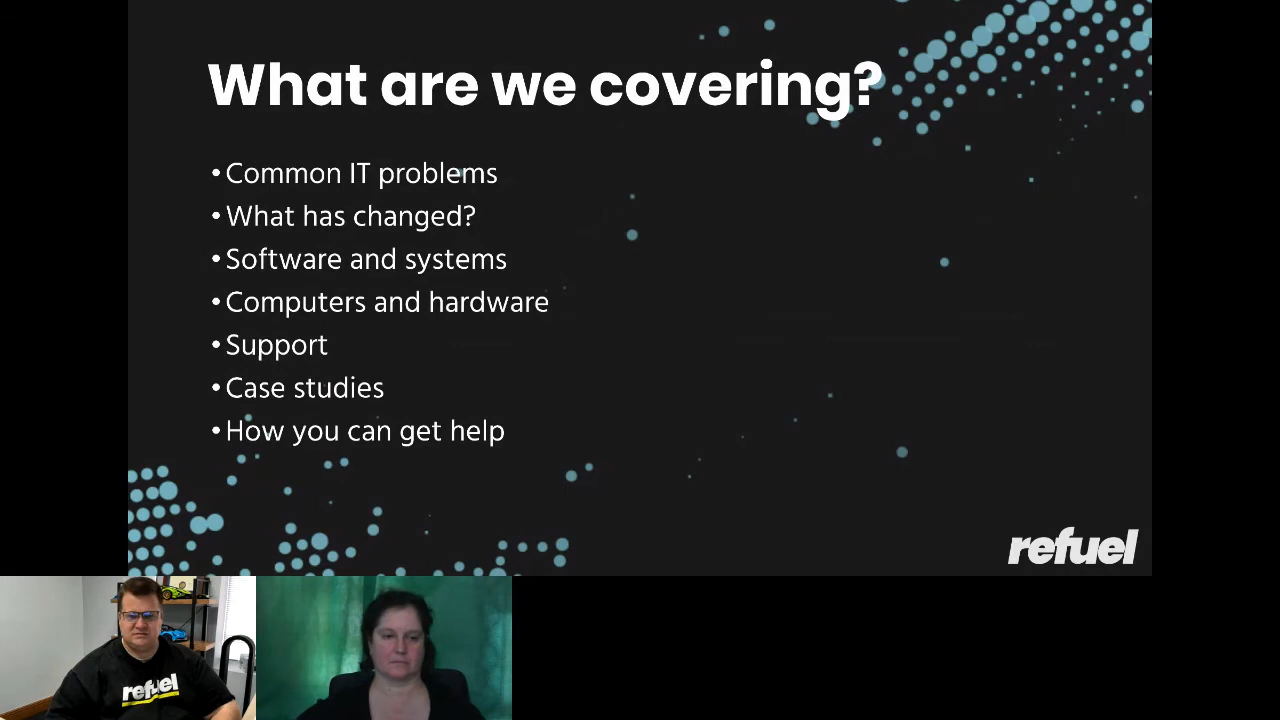 What are we covering?
• Common IT problems
• What has changed?
• Software and systems
• Computers and hardware
• Support
• Case studies
• How you can get help
refuel
refuel